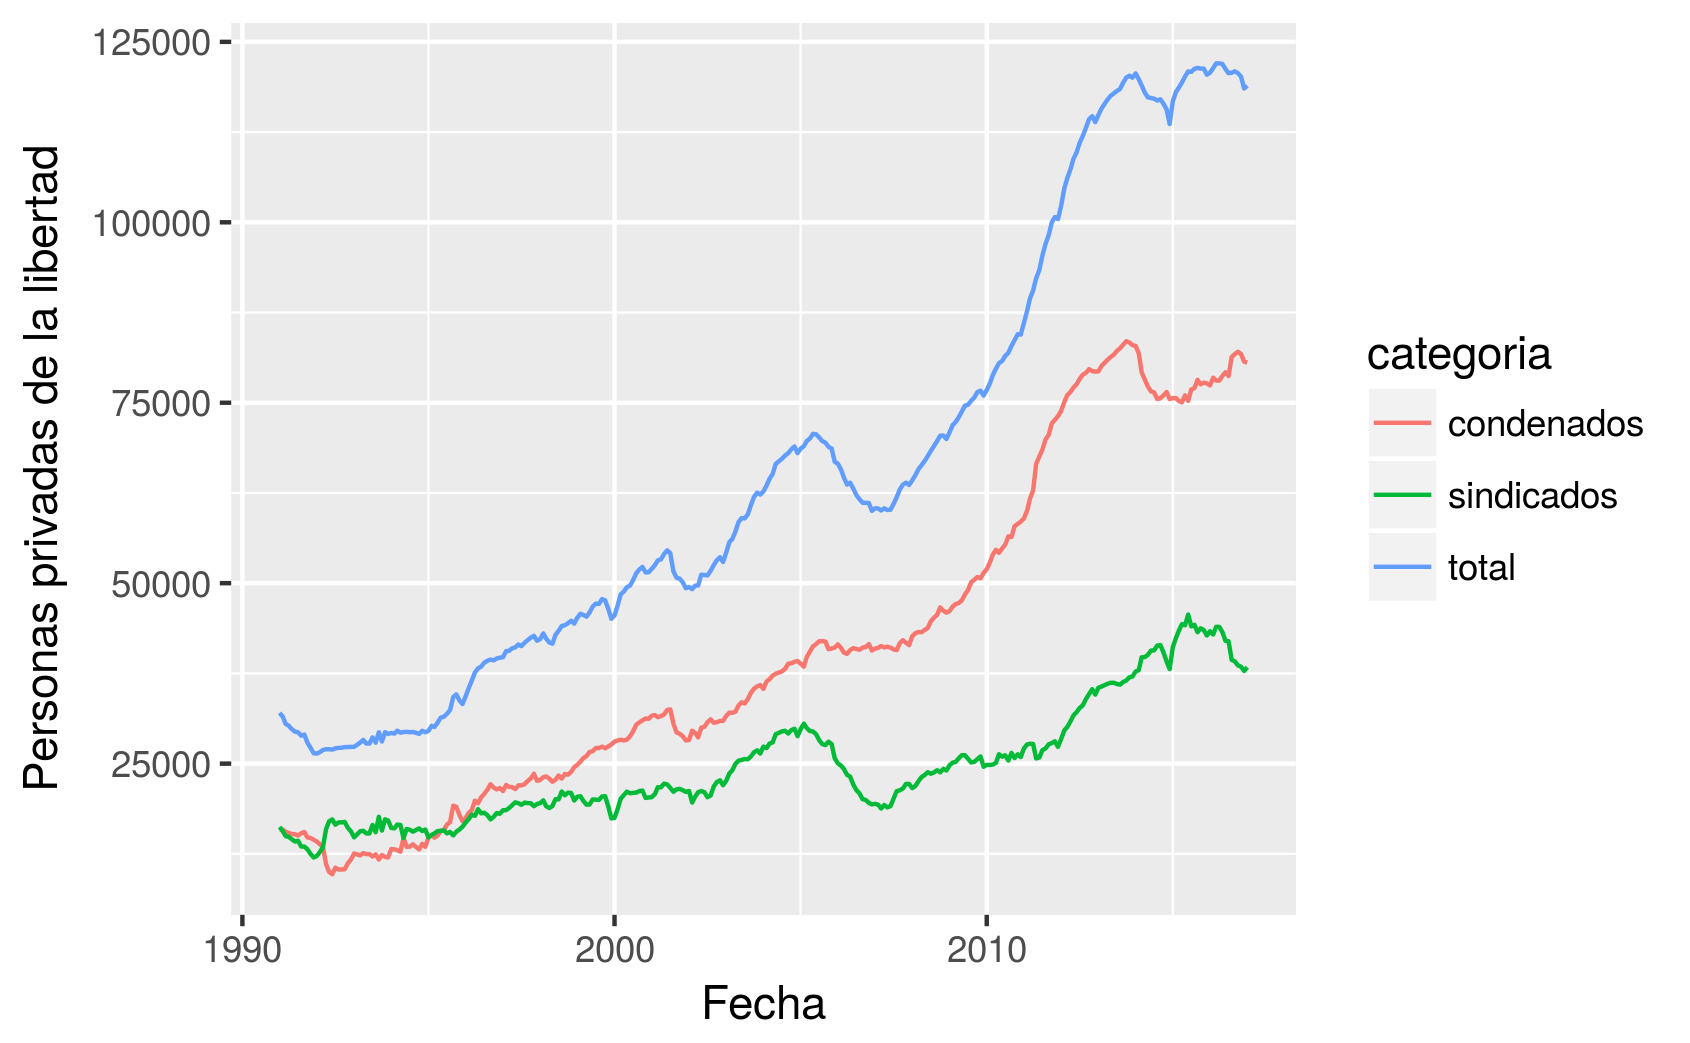 Personas privadas de la libertad
125000
100000
75000
50000
25000
1990
2000
2010
Fecha
categoria
condenados
sindicados
total